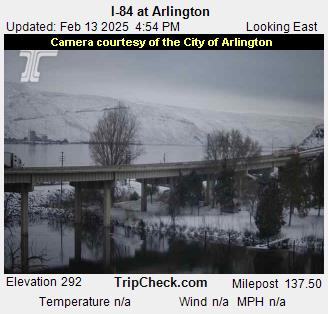 I-84 at Arlington
Updated: Feb 13 2025 4:54 PM Looking East
Camera courtesy of the City of Arlington
Elevation 292 TripCheck.com Milepost 137.50
Temperature n/a Wind n/a MPH n/a